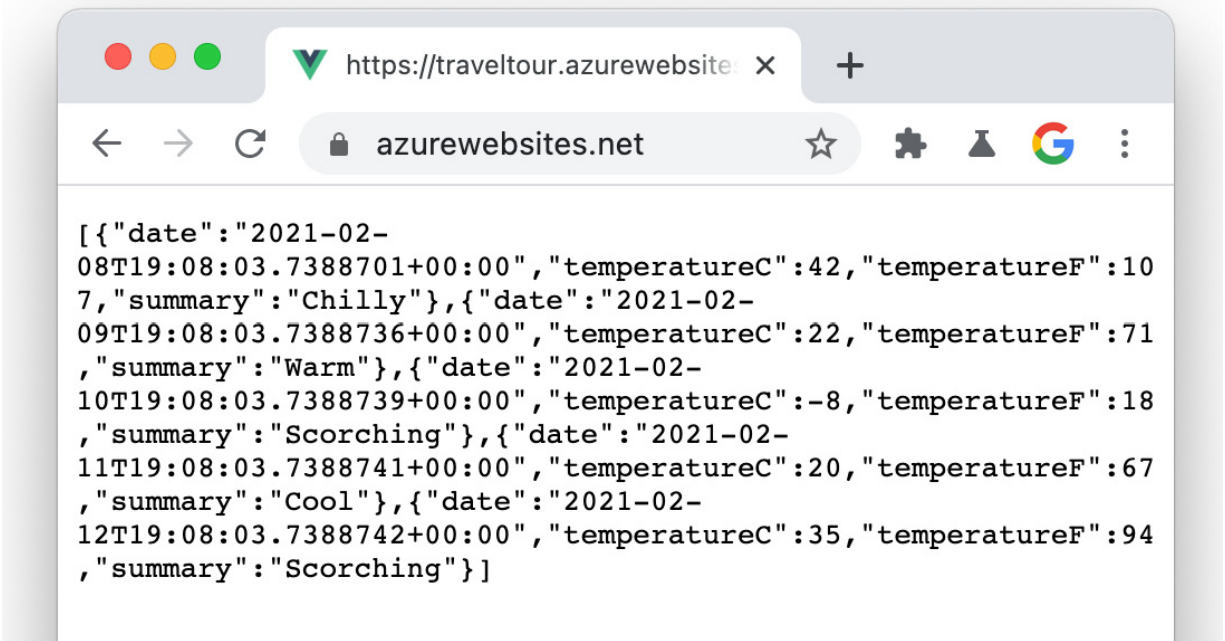 https://traveltour.azurewebsite
azurewebsites.net
[{"date":"2021-02-
08T19:08:03.7388701+00:00","temperatureC":42,"temperatureF":10
7,"summary":"Chilly"},{"date":"2021-02-
09T19:08:03.7388736+00:00","temperatureC":22,"temperatureF":71
,"summary":"Warm"},{"date":"2021-02-
10T19:08:03.7388739+00:00","temperatureC":-8,"temperatureF":18
,"summary":"Scorching"},{"date":"2021-02-
11T19:08:03.7388741+00:00","temperatureC":20,"temperatureF":67
,"summary":"Cool"},{"date":"2021-02-
12T19:08:03.7388742+00:00","temperatureC":35,"temperatureF":94
,"summary":"Scorching"}]